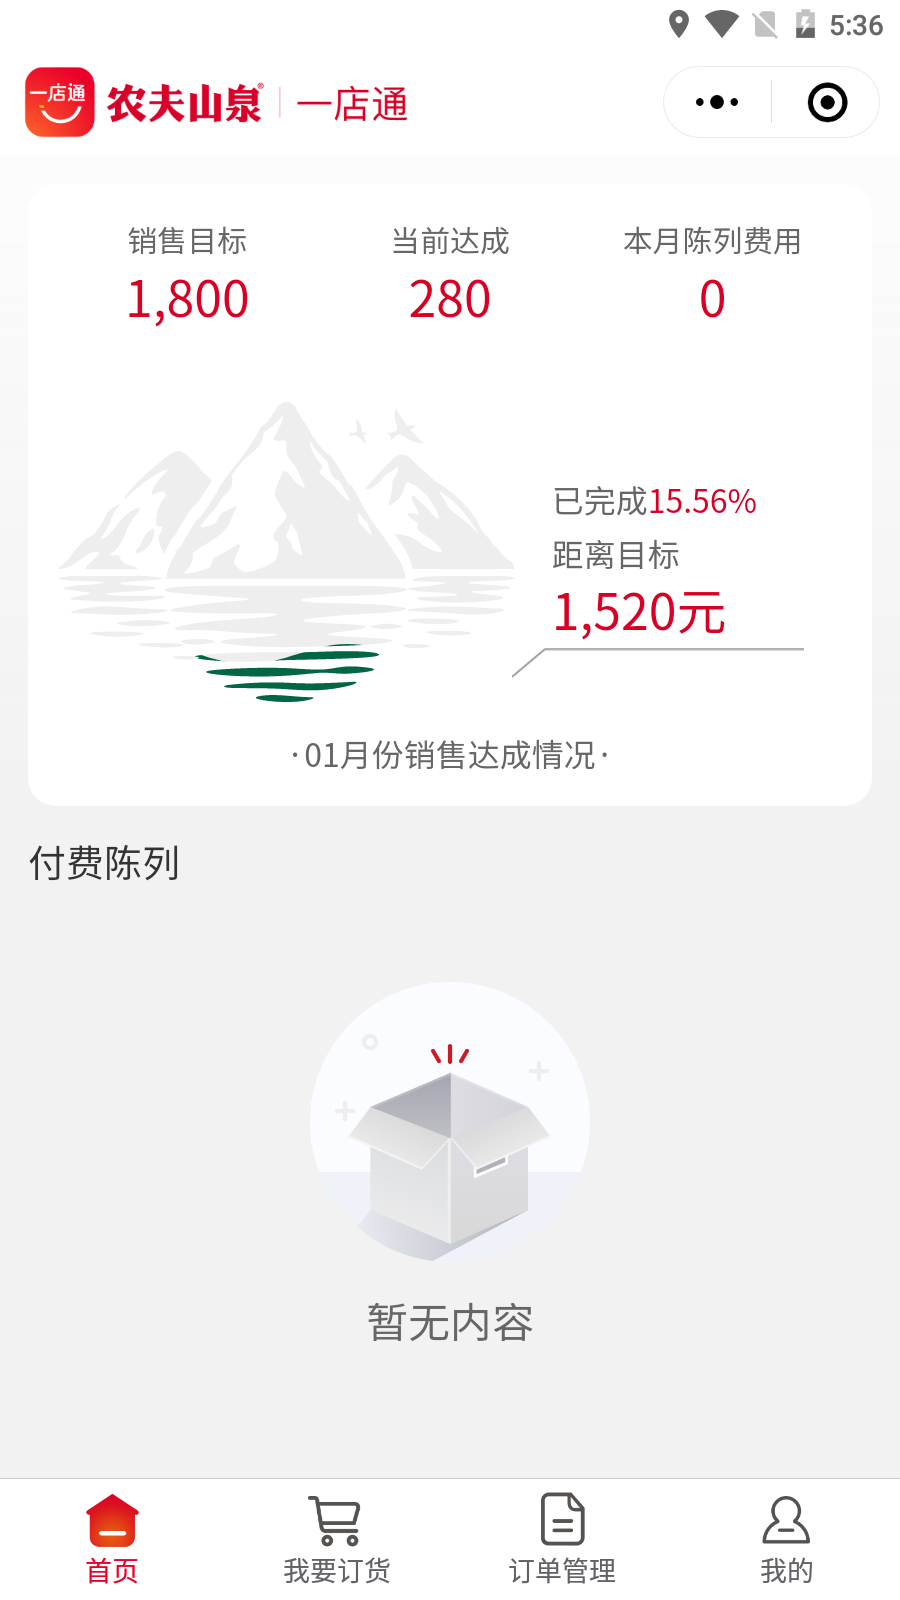 5:36
一店通
农夫山泉® 一店通
销售目标 当前达成 本月陈列费用
1,800 280 0
已完成15.56%
距离目标
1,520元
·01月份销售达成情况·
付费陈列
暂无内容
首页 我要订货 订单管理 我的